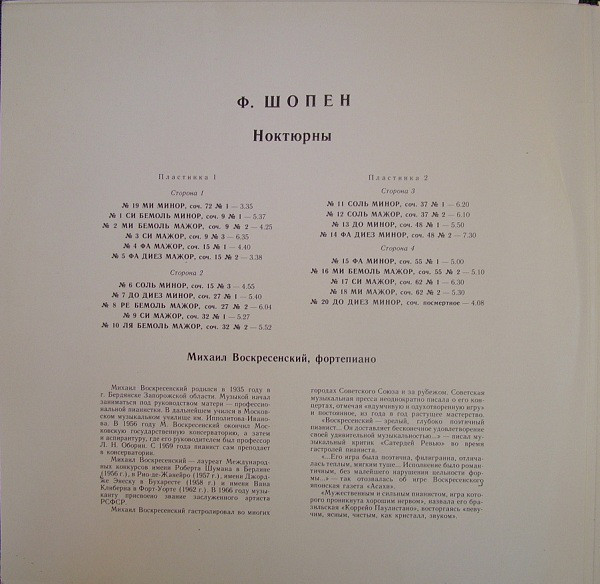 Ф. ШОПЕН
Ноктюрны
Пластинка 1
Сторона 1
№ 19 МИ МИНОР, соч. 72 № 1 — 3.35
№ 1 СИ БЕМОЛЬ МИНОР, соч. 9 № 1 — 5.37
№ 2 МИ БЕМОЛЬ МАЖОР, соч. 9 № 2 — 4.25
№ 3 СИ МАЖОР, соч. 9 № 3 — 6.35
№ 4 ФА МАЖОР, соч. 15 № 1 — 4.40
№ 5 ФА ДИЕЗ МАЖОР, соч. 15 № 2 — 3.38
Сторона 2
№ 6 СОЛЬ МИНОР, соч. 15 № 3 — 4.55
№ 7 ДО ДИЕЗ МИНОР, соч. 27 № 1 — 5.40
№ 8 РЕ БЕМОЛЬ МАЖОР, соч. 27 № 2 — 6.04
№ 9 СИ МАЖОР, соч. 32 № 1 — 5.27
№ 10 ЛЯ БЕМОЛЬ МАЖОР, соч. 32 № 2 — 5.52
Пластинка 2
Сторона 3
№ 11 СОЛЬ МИНОР, соч. 37 № 1 — 6.20
№ 12 СОЛЬ МАЖОР, соч. 37 № 2 — 6.10
№ 13 ДО МИНОР, соч. 48 № 1 — 5.50
№ 14 ФА ДИЕЗ МИНОР, соч. 48 № 2 — 7.30
Сторона 4
№ 15 ФА МИНОР, соч. 55 № 1 — 5.00
№ 16 МИ БЕМОЛЬ МАЖОР, соч. 55 № 2 — 5.10
№ 17 СИ МАЖОР, соч. 62 № 1 — 6.30
№ 18 МИ МАЖОР, соч. 62 № 2 — 5.30
№ 20 ДО ДИЕЗ МИНОР, соч. посмертное — 4.08
Михаил Воскресенский, фортепиано
Михаил Воскресенский родился в 1935 году в
г. Бердянске Запорожской области. Музыкой начал
заниматься под руководством матери — профессио-
нальной пианистки. В дальнейшем учился в Москов-
ском музыкальном училище им. Ипполитова-Ивано-
ва. В 1956 году М. Воскресенский окончил Мос-
ковскую государственную консерваторию, а затем
и аспирантуру, где его руководителем был профессор
Л. Н. Оборин. С 1959 года пианист сам преподает
в консерватории.
Михаил Воскресенский — лауреат Международ-
ных конкурсов имени Роберта Шумана в Берлине
(1956 г.), в Рио-де-Жанейро (1957 г.), имени Джорд-
же Энеску в Бухаресте (1958 г.) и имени Вана
Клиберна в Форт-Уорте (1962 г.). В 1966 году музы-
канту присвоено звание заслуженного артиста
РСФСР.
Михаил Воскресенский гастролировал во многих
городах Советского Союза и за рубежом. Советская
музыкальная пресса неоднократно писала о его кон-
цертах, отмечая «вдумчивую и одухотворенную игру»
и постоянное, из года в год растущее мастерство.
«Воскресенский — зрелый, глубоко поэтичный
пианист... Он доставляет бесконечное удовлетворение
своей удивительной музыкальностью...» — писал му-
зыкальный критик «Сатердей Ревью» во время
гастролей пианиста.
«...Его игра была поэтична, филигранна, отлича-
лась теплым, мягким туше... Исполнение было роман-
тичным, без малейшего нарушения цельности фор-
мы...» — так отозвалась об игре Воскресенского
японская газета «Асахи».
«Мужественным и сильным пианистом, игра кото-
рого проникнута хорошим нервом», назвала его бра-
зильская «Коррейо Паулистано», восторгаясь «певу-
чим, ясным, чистым, как кристалл, звуком».